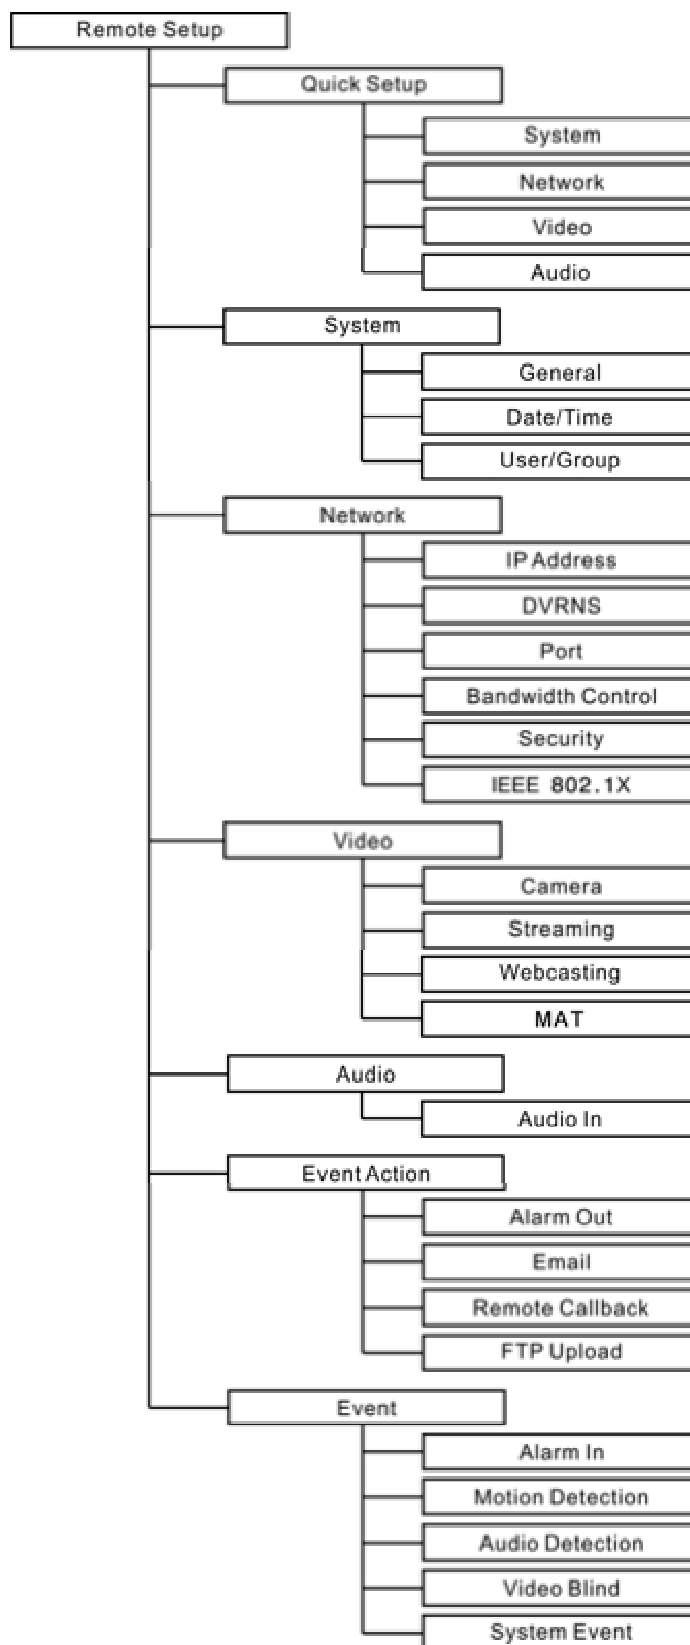 Remote Setup
Quick Setup
System
Network
Video
Audio
System
General
Date/Time
User/Group
Network
IP Address
DVRNS
Port
Bandwidth Control
Security
IEEE 802.1X
Video
Camera
Streaming
Webcasting
MAT
Audio
Audio In
Event Action
Alarm Out
Email
Remote Callback
FTP Upload
Event
Alarm In
Motion Detection
Audio Detection
Video Blind
System Event